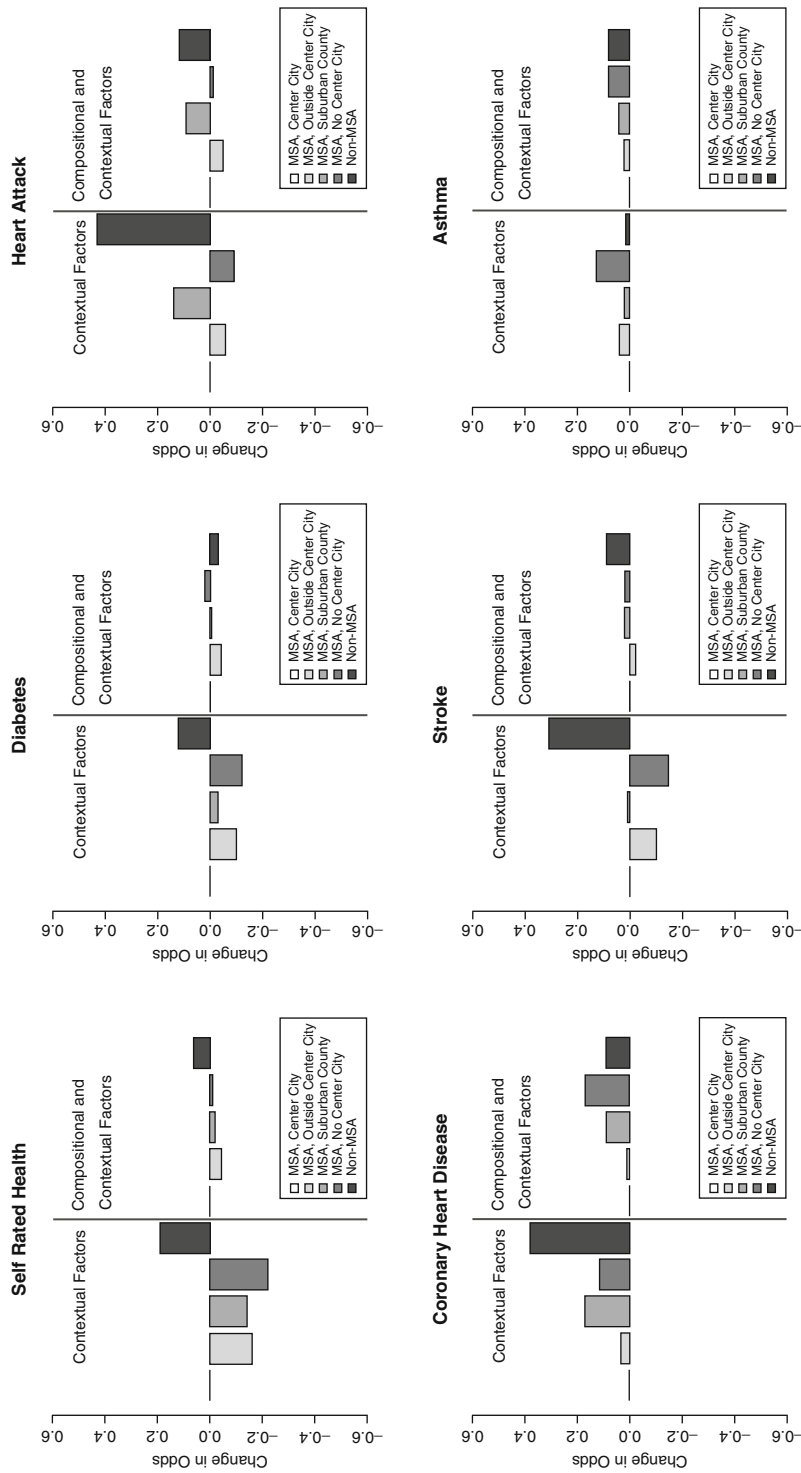 Self Rated Health
Change in Odds
0.6
0.4
0.2
0.0
−0.2
−0.4
−0.6
Contextual Factors
Compositional and
Contextual Factors
MSA, Center City
MSA, Outside Center City
MSA, Suburban County
MSA, No Center City
Non-MSA
Diabetes
Change in Odds
0.6
0.4
0.2
0.0
−0.2
−0.4
−0.6
Contextual Factors
Compositional and
Contextual Factors
MSA, Center City
MSA, Outside Center City
MSA, Suburban County
MSA, No Center City
Non-MSA
Heart Attack
Change in Odds
0.6
0.4
0.2
0.0
−0.2
−0.4
−0.6
Contextual Factors
Compositional and
Contextual Factors
MSA, Center City
MSA, Outside Center City
MSA, Suburban County
MSA, No Center City
Non-MSA
Coronary Heart Disease
Change in Odds
0.6
0.4
0.2
0.0
−0.2
−0.4
−0.6
Contextual Factors
Compositional and
Contextual Factors
MSA, Center City
MSA, Outside Center City
MSA, Suburban County
MSA, No Center City
Non-MSA
Stroke
Change in Odds
0.6
0.4
0.2
0.0
−0.2
−0.4
−0.6
Contextual Factors
Compositional and
Contextual Factors
MSA, Center City
MSA, Outside Center City
MSA, Suburban County
MSA, No Center City
Non-MSA
Asthma
Change in Odds
0.6
0.4
0.2
0.0
−0.2
−0.4
−0.6
Contextual Factors
Compositional and
Contextual Factors
MSA, Center City
MSA, Outside Center City
MSA, Suburban County
MSA, No Center City
Non-MSA